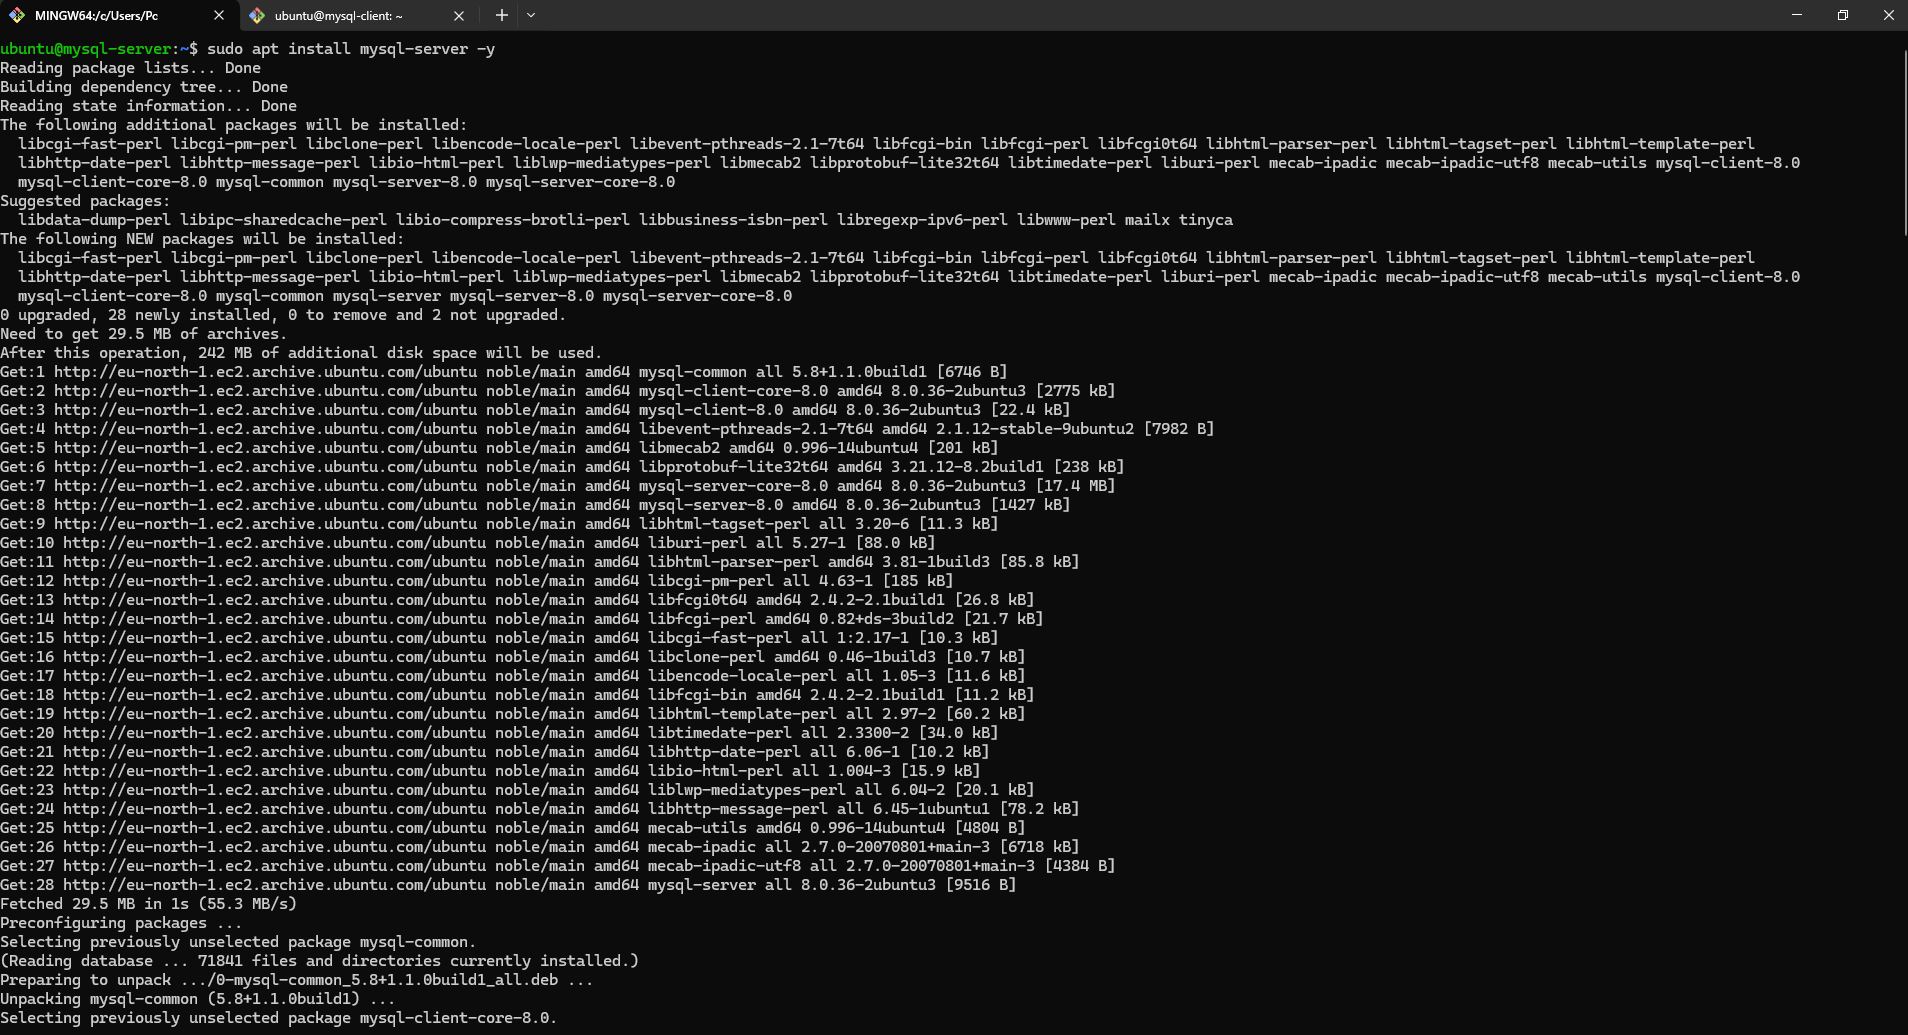 MINGW64:/c/Users/Pc
ubuntu@mysql-client: ~
ubuntu@mysql-server:~$ sudo apt install mysql-server -y
Reading package lists... Done
Building dependency tree... Done
Reading state information... Done
The following additional packages will be installed:
  libcgi-fast-perl libcgi-pm-perl libclone-perl libencode-locale-perl libevent-pthreads-2.1-7t64 libfcgi-bin libfcgi-perl libfcgi0t64 libhtml-parser-perl libhtml-tagset-perl libhtml-template-perl
  libhttp-date-perl libhttp-message-perl libio-html-perl liblwp-mediatypes-perl libmecab2 libprotobuf-lite32t64 libtimedate-perl liburi-perl mecab-ipadic mecab-ipadic-utf8 mecab-utils mysql-client-8.0
  mysql-client-core-8.0 mysql-common mysql-server-8.0 mysql-server-core-8.0
Suggested packages:
  libdata-dump-perl libipc-sharedcache-perl libio-compress-brotli-perl libbusiness-isbn-perl libregexp-ipv6-perl libwww-perl mailx tinyca
The following NEW packages will be installed:
  libcgi-fast-perl libcgi-pm-perl libclone-perl libencode-locale-perl libevent-pthreads-2.1-7t64 libfcgi-bin libfcgi-perl libfcgi0t64 libhtml-parser-perl libhtml-tagset-perl libhtml-template-perl
  libhttp-date-perl libhttp-message-perl libio-html-perl liblwp-mediatypes-perl libmecab2 libprotobuf-lite32t64 libtimedate-perl liburi-perl mecab-ipadic mecab-ipadic-utf8 mecab-utils mysql-client-8.0
  mysql-client-core-8.0 mysql-common mysql-server mysql-server-8.0 mysql-server-core-8.0
0 upgraded, 28 newly installed, 0 to remove and 2 not upgraded.
Need to get 29.5 MB of archives.
After this operation, 242 MB of additional disk space will be used.
Get:1 http://eu-north-1.ec2.archive.ubuntu.com/ubuntu noble/main amd64 mysql-common all 5.8+1.1.0build1 [6746 B]
Get:2 http://eu-north-1.ec2.archive.ubuntu.com/ubuntu noble/main amd64 mysql-client-core-8.0 amd64 8.0.36-2ubuntu3 [2775 kB]
Get:3 http://eu-north-1.ec2.archive.ubuntu.com/ubuntu noble/main amd64 mysql-client-8.0 amd64 8.0.36-2ubuntu3 [22.4 kB]
Get:4 http://eu-north-1.ec2.archive.ubuntu.com/ubuntu noble/main amd64 libevent-pthreads-2.1-7t64 amd64 2.1.12-stable-9ubuntu2 [7982 B]
Get:5 http://eu-north-1.ec2.archive.ubuntu.com/ubuntu noble/main amd64 libmecab2 amd64 0.996-14ubuntu4 [201 kB]
Get:6 http://eu-north-1.ec2.archive.ubuntu.com/ubuntu noble/main amd64 libprotobuf-lite32t64 amd64 3.21.12-8.2build1 [238 kB]
Get:7 http://eu-north-1.ec2.archive.ubuntu.com/ubuntu noble/main amd64 mysql-server-core-8.0 amd64 8.0.36-2ubuntu3 [17.4 MB]
Get:8 http://eu-north-1.ec2.archive.ubuntu.com/ubuntu noble/main amd64 mysql-server-8.0 amd64 8.0.36-2ubuntu3 [1427 kB]
Get:9 http://eu-north-1.ec2.archive.ubuntu.com/ubuntu noble/main amd64 libhtml-tagset-perl all 3.20-6 [11.3 kB]
Get:10 http://eu-north-1.ec2.archive.ubuntu.com/ubuntu noble/main amd64 liburi-perl all 5.27-1 [88.0 kB]
Get:11 http://eu-north-1.ec2.archive.ubuntu.com/ubuntu noble/main amd64 libhtml-parser-perl amd64 3.81-1build3 [85.8 kB]
Get:12 http://eu-north-1.ec2.archive.ubuntu.com/ubuntu noble/main amd64 libcgi-pm-perl all 4.63-1 [185 kB]
Get:13 http://eu-north-1.ec2.archive.ubuntu.com/ubuntu noble/main amd64 libfcgi0t64 amd64 2.4.2-2.1build1 [26.8 kB]
Get:14 http://eu-north-1.ec2.archive.ubuntu.com/ubuntu noble/main amd64 libfcgi-perl amd64 0.82+ds-3build2 [21.7 kB]
Get:15 http://eu-north-1.ec2.archive.ubuntu.com/ubuntu noble/main amd64 libcgi-fast-perl all 1:2.17-1 [10.3 kB]
Get:16 http://eu-north-1.ec2.archive.ubuntu.com/ubuntu noble/main amd64 libclone-perl amd64 0.46-1build3 [10.7 kB]
Get:17 http://eu-north-1.ec2.archive.ubuntu.com/ubuntu noble/main amd64 libencode-locale-perl all 1.05-3 [11.6 kB]
Get:18 http://eu-north-1.ec2.archive.ubuntu.com/ubuntu noble/main amd64 libfcgi-bin amd64 2.4.2-2.1build1 [11.2 kB]
Get:19 http://eu-north-1.ec2.archive.ubuntu.com/ubuntu noble/main amd64 libhtml-template-perl all 2.97-2 [60.2 kB]
Get:20 http://eu-north-1.ec2.archive.ubuntu.com/ubuntu noble/main amd64 libtimedate-perl all 2.3300-2 [34.0 kB]
Get:21 http://eu-north-1.ec2.archive.ubuntu.com/ubuntu noble/main amd64 libhttp-date-perl all 6.06-1 [10.2 kB]
Get:22 http://eu-north-1.ec2.archive.ubuntu.com/ubuntu noble/main amd64 libio-html-perl all 1.004-3 [15.9 kB]
Get:23 http://eu-north-1.ec2.archive.ubuntu.com/ubuntu noble/main amd64 liblwp-mediatypes-perl all 6.04-2 [20.1 kB]
Get:24 http://eu-north-1.ec2.archive.ubuntu.com/ubuntu noble/main amd64 libhttp-message-perl all 6.45-1ubuntu1 [78.2 kB]
Get:25 http://eu-north-1.ec2.archive.ubuntu.com/ubuntu noble/main amd64 mecab-utils amd64 0.996-14ubuntu4 [4804 B]
Get:26 http://eu-north-1.ec2.archive.ubuntu.com/ubuntu noble/main amd64 mecab-ipadic all 2.7.0-20070801+main-3 [6718 kB]
Get:27 http://eu-north-1.ec2.archive.ubuntu.com/ubuntu noble/main amd64 mecab-ipadic-utf8 all 2.7.0-20070801+main-3 [4384 B]
Get:28 http://eu-north-1.ec2.archive.ubuntu.com/ubuntu noble/main amd64 mysql-server all 8.0.36-2ubuntu3 [9516 B]
Fetched 29.5 MB in 1s (55.3 MB/s)
Preconfiguring packages ...
Selecting previously unselected package mysql-common.
(Reading database ... 71841 files and directories currently installed.)
Preparing to unpack .../0-mysql-common_5.8+1.1.0build1_all.deb ...
Unpacking mysql-common (5.8+1.1.0build1) ...
Selecting previously unselected package mysql-client-core-8.0.